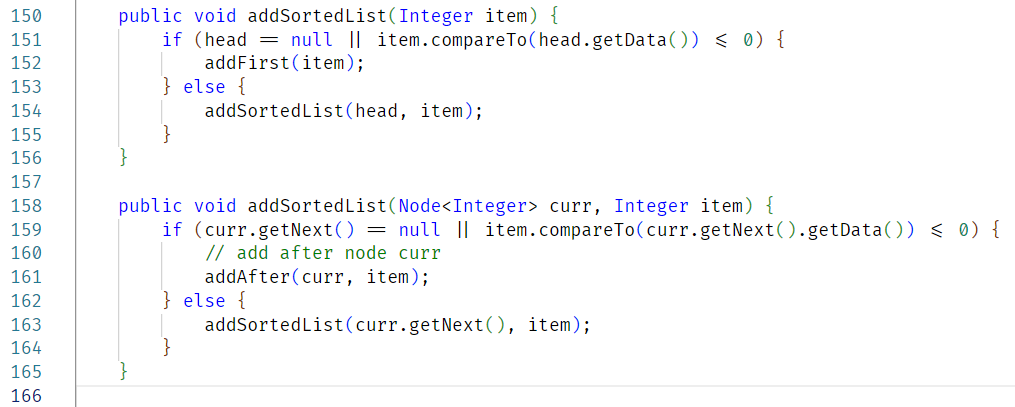 150 public void addSortedList(Integer item) {
151 if (head == null || item.compareTo(head.getData()) <= 0) {
152 addFirst(item);
153 } else {
154 addSortedList(head, item);
155 }
156 }
157
158 public void addSortedList(Node<Integer> curr, Integer item) {
159 if (curr.getNext() == null || item.compareTo(curr.getNext().getData()) <= 0) {
160 // add after node curr
161 addAfter(curr, item);
162 } else {
163 addSortedList(curr.getNext(), item);
164 }
165 }
166